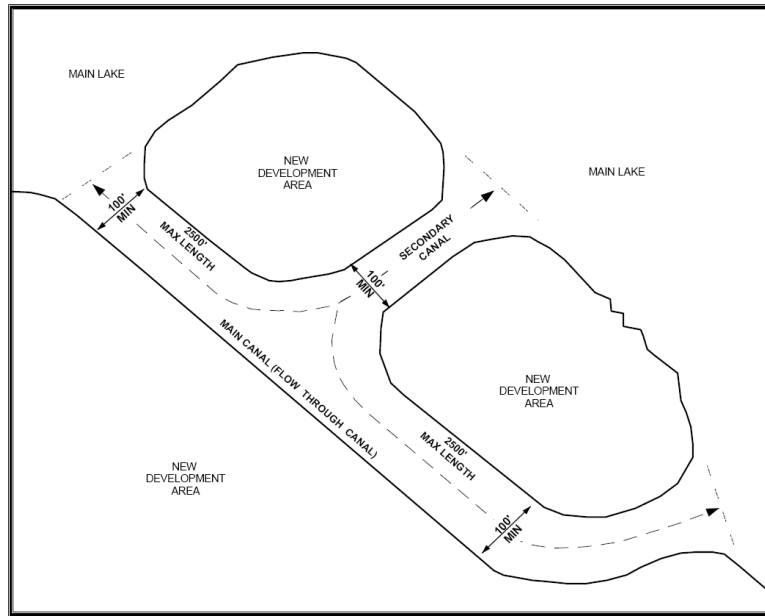 MAIN LAKE
NEW
DEVELOPMENT
AREA
MAIN LAKE
100'
MIN
2500'
MAX LENGTH
SECONDARY
CANAL
100'
MIN
MAIN CANAL (FLOW THROUGH CANAL)
NEW
DEVELOPMENT
AREA
2500'
MAX LENGTH
NEW
DEVELOPMENT
AREA
100'
MIN